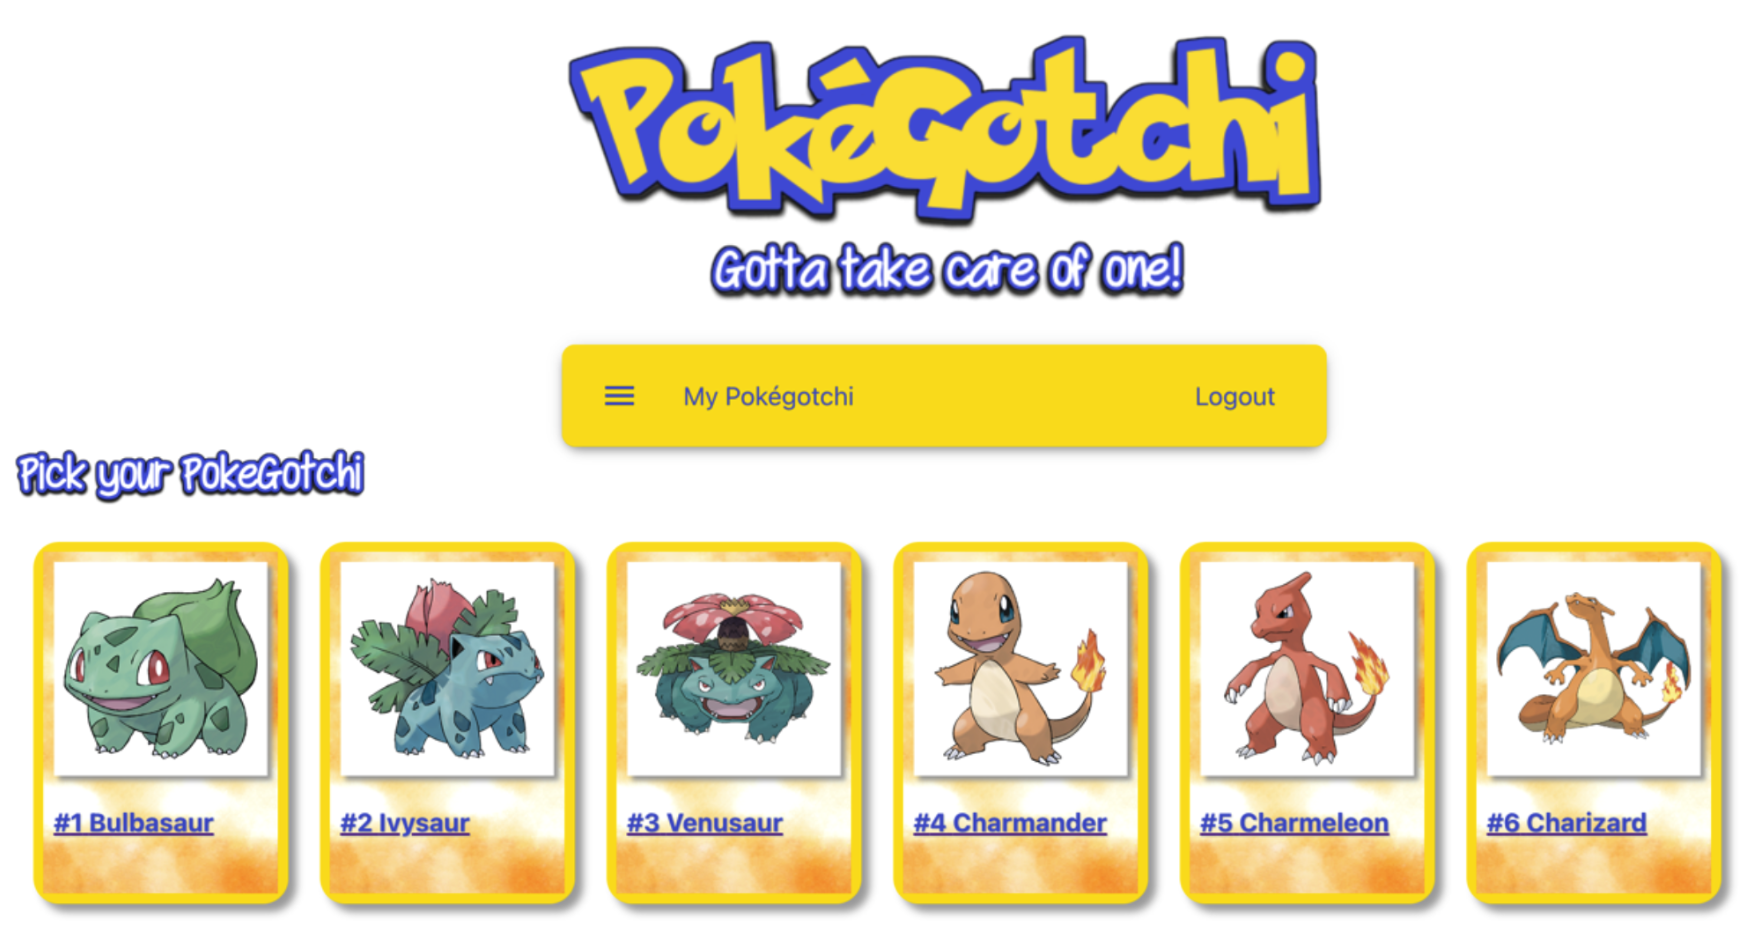 PokéGotchi
Gotta take care of one!
My Pokégotchi Logout
Pick your PokeGotchi
#1 Bulbasaur
#2 Ivysaur
#3 Venusaur
#4 Charmander
#5 Charmeleon
#6 Charizard